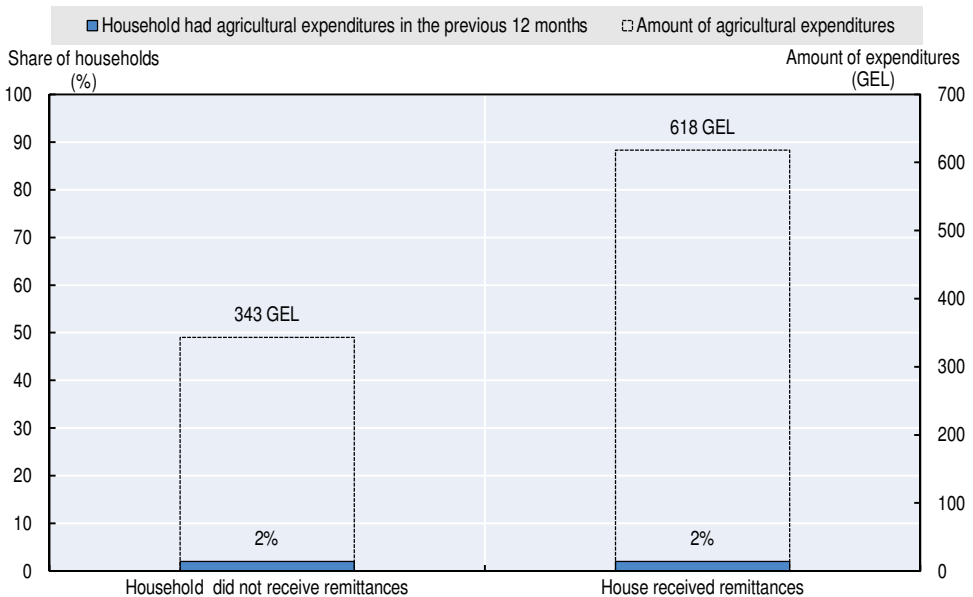 Household had agricultural expenditures in the previous 12 months Amount of agricultural expenditures
Share of households
(%)
Amount of expenditures
(GEL)
100
90
80
70
60
50
40
30
20
10
0
700
600
500
400
300
200
100
0
343 GEL
2%
618 GEL
2%
Household did not receive remittances
House received remittances